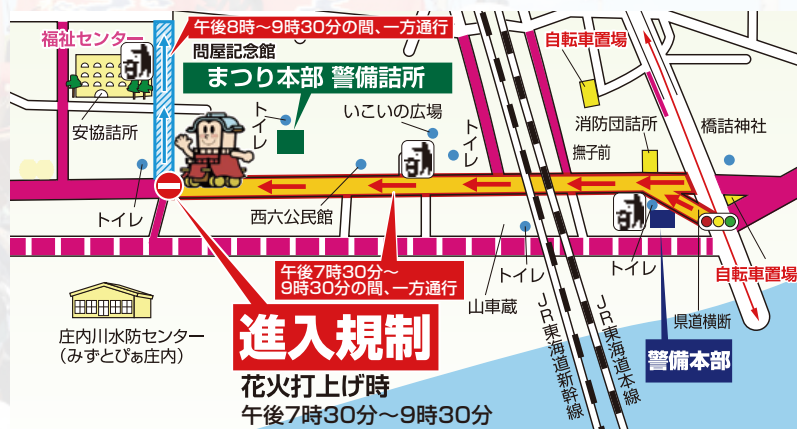 午後8時～9時30分の間、一方通行
福祉センター
問屋記念館
まつり本部 警備詰所
自転車置場
トイレ
いこいの広場
トイレ
消防団詰所
橋詰神社
安協詰所
撫子前
トイレ
西六公民館
午後7時30分～
9時30分の間、一方通行
山車蔵
トイレ
トイレ
自転車置場
県道横断
進入規制
花火打上げ時
午後7時30分～9時30分
庄内川水防センター
（みずとぴぁ庄内）
JR東海道新幹線
JR東海道本線
警備本部